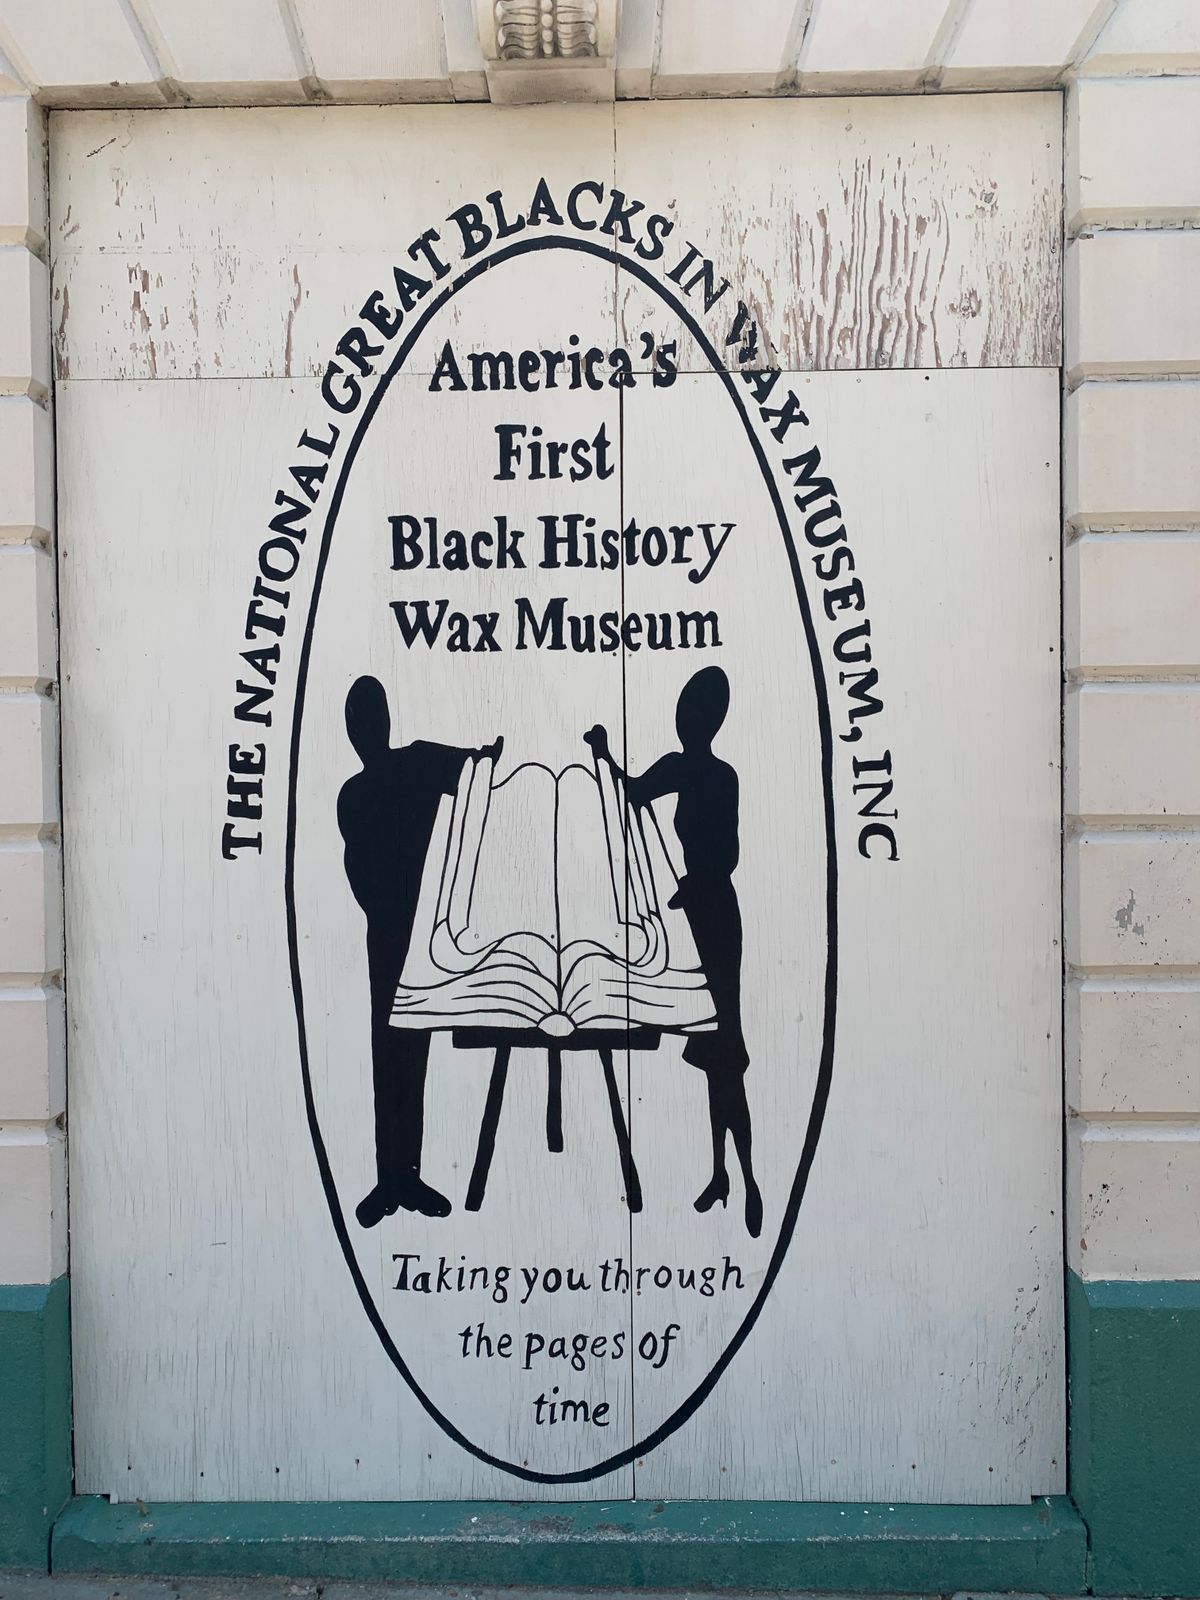 THE NATIONAL GREAT BLACKS IN WAX MUSEUM, INC
America's
First
Black History
Wax Museum
Taking you through
the pages of
time